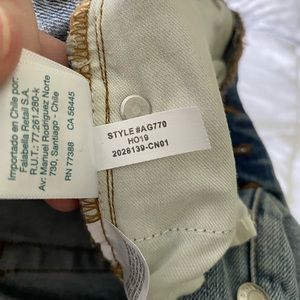 Importado en Chile por:
Falabella Retail S.A.
R.U.T.: 77.261.280-k
Av: Manuel Rodriguez Norte
730, Santiago - Chile
RN 77388 CA 56445
STYLE #AG770
HO19
2028139-CN01